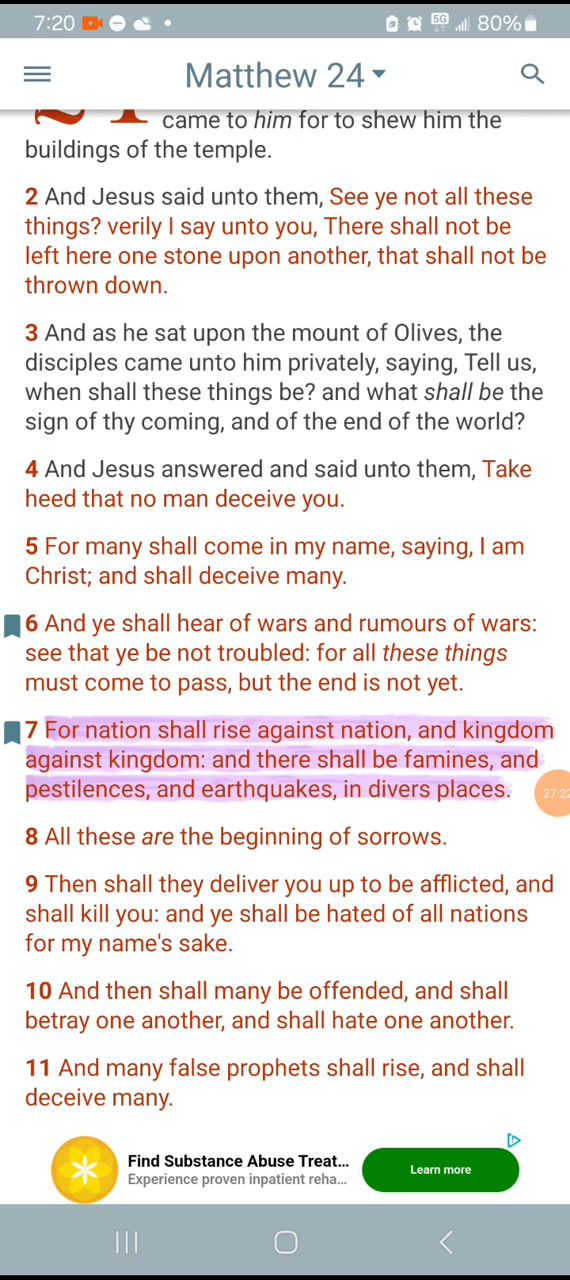 7:20
5G
80%
Matthew 24
came to him for to shew him the
buildings of the temple.
2 And Jesus said unto them, See ye not all these
things? verily I say unto you, There shall not be
left here one stone upon another, that shall not be
thrown down.
3 And as he sat upon the mount of Olives, the
disciples came unto him privately, saying, Tell us,
when shall these things be? and what shall be the
sign of thy coming, and of the end of the world?
4 And Jesus answered and said unto them, Take
heed that no man deceive you.
5 For many shall come in my name, saying, I am
Christ; and shall deceive many.
6 And ye shall hear of wars and rumours of wars:
see that ye be not troubled: for all these things
must come to pass, but the end is not yet.
7 For nation shall rise against nation, and kingdom
against kingdom: and there shall be famines, and
pestilences, and earthquakes, in divers places.
27:22
8 All these are the beginning of sorrows.
9 Then shall they deliver you up to be afflicted, and
shall kill you: and ye shall be hated of all nations
for my name's sake.
10 And then shall many be offended, and shall
betray one another, and shall hate one another.
11 And many false prophets shall rise, and shall
deceive many.
Find Substance Abuse Treat...
Experience proven inpatient reha...
Learn more